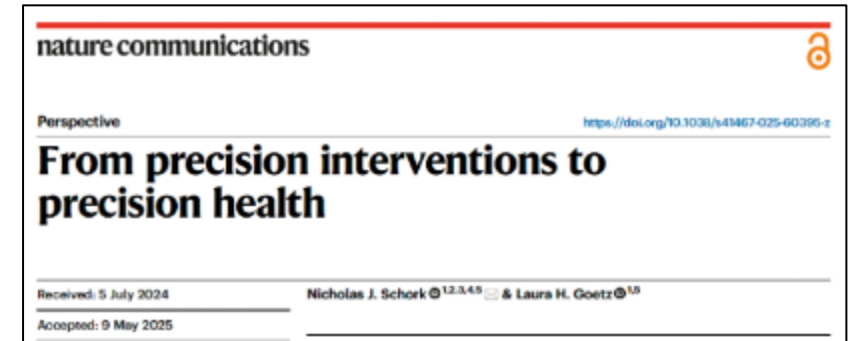 nature communications
Perspective
https://doi.org/10.1038/s41467-025-60395-z
From precision interventions to
precision health
Received: 5 July 2024
Nicholas J. Schork 1,2,3,4,5 & Laura H. Goetz 1,5
Accepted: 9 May 2025